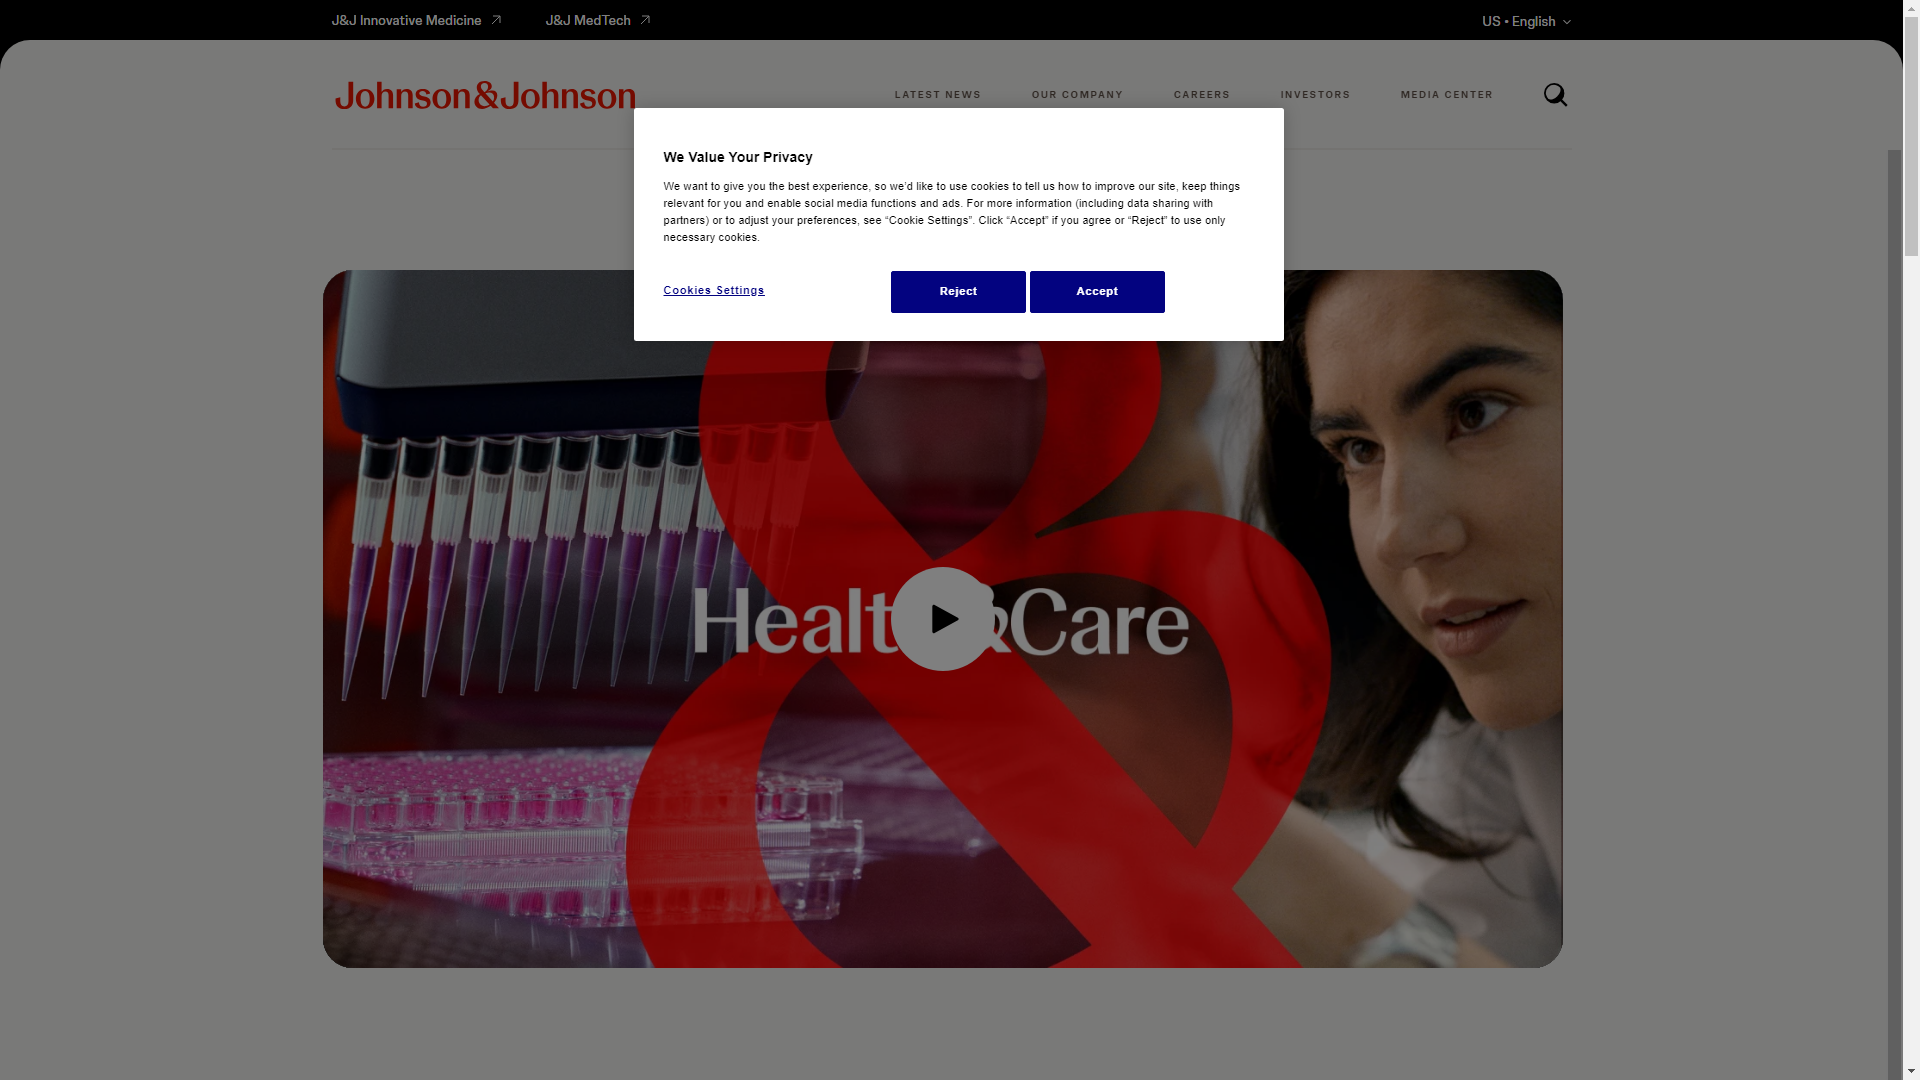 J&J Innovative Medicine
J&J MedTech
US • English
Johnson&Johnson
LATEST NEWS
OUR COMPANY
CAREERS
INVESTORS
MEDIA CENTER
We Value Your Privacy
We want to give you the best experience, so we'd like to use cookies to tell us how to improve our site, keep things
relevant for you and enable social media functions and ads. For more information (including data sharing with
partners) or to adjust your preferences, see “Cookie Settings”. Click “Accept” if you agree or “Reject” to use only
necessary cookies.
Cookies Settings
Reject
Accept
Healt &Care